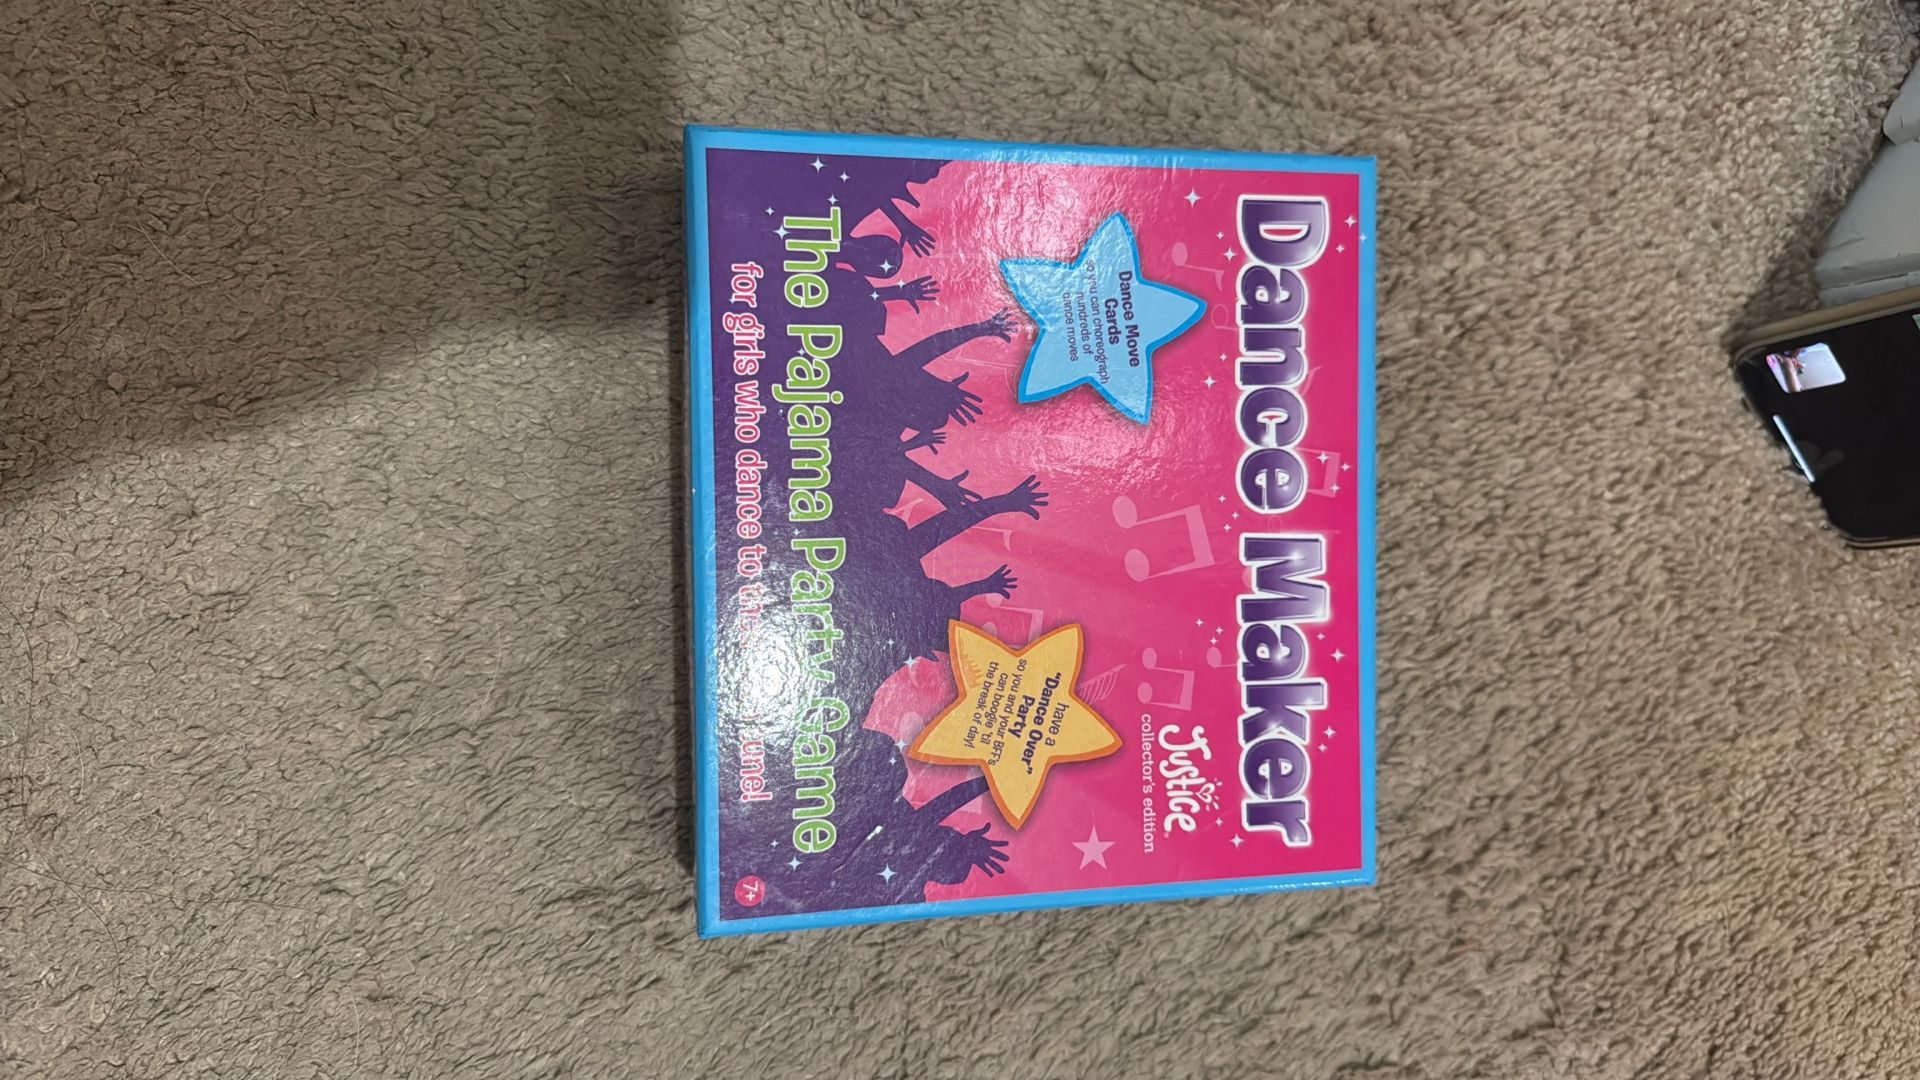 Dance Maker
Justice
collector's edition
Dance Move
Cards
so you can choreograph
hundreds of
dance moves
have a
"Dance Over"
Party
so you and your BFF's
can boogie 'til
the break of day!
The Pajama Party Game
for girls who dance to tune!
7+